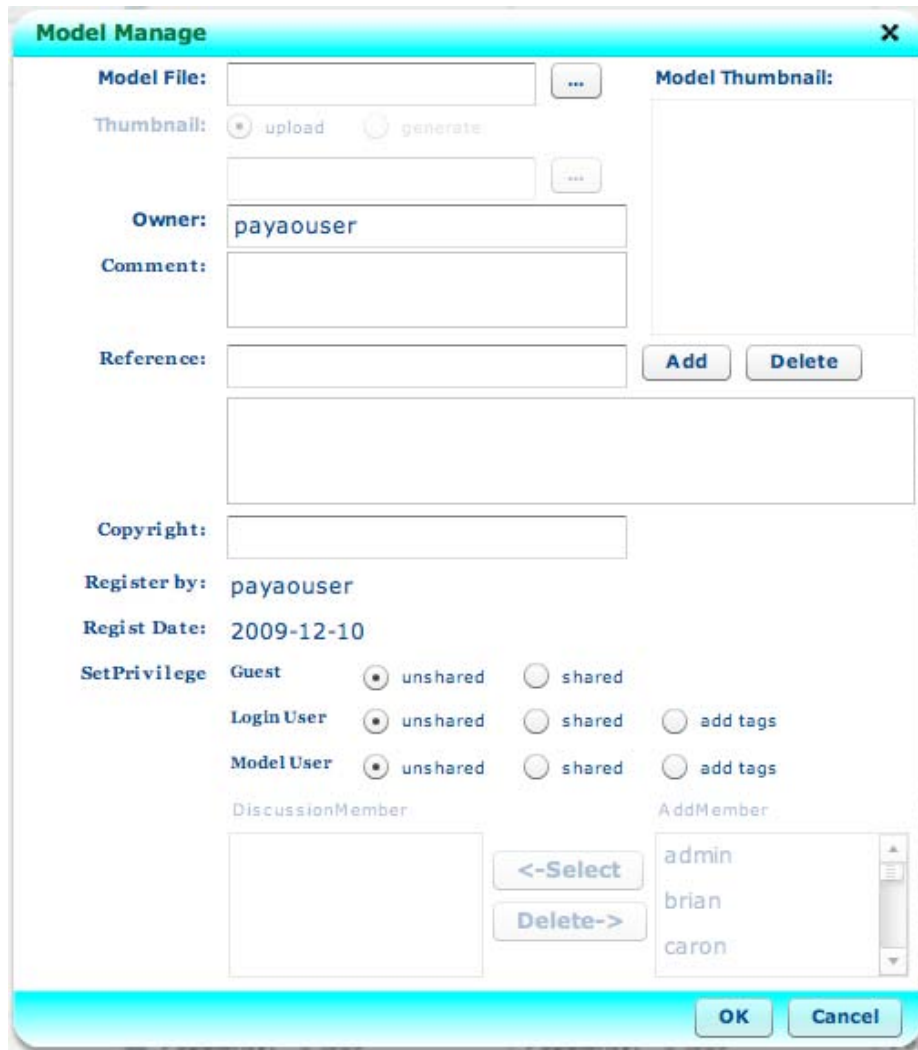 Model Manage
Model File: ... Model Thumbnail:
Thumbnail: upload generate
...
Owner: payaouser
Comment:
Reference: Add Delete
Copyright:
Register by: payaouser
Regist Date: 2009-12-10
SetPrivilege Guest unshared shared
Login User unshared shared add tags
Model User unshared shared add tags
DiscussionMember AddMember
<-Select admin
Delete-> brian
caron
OK Cancel